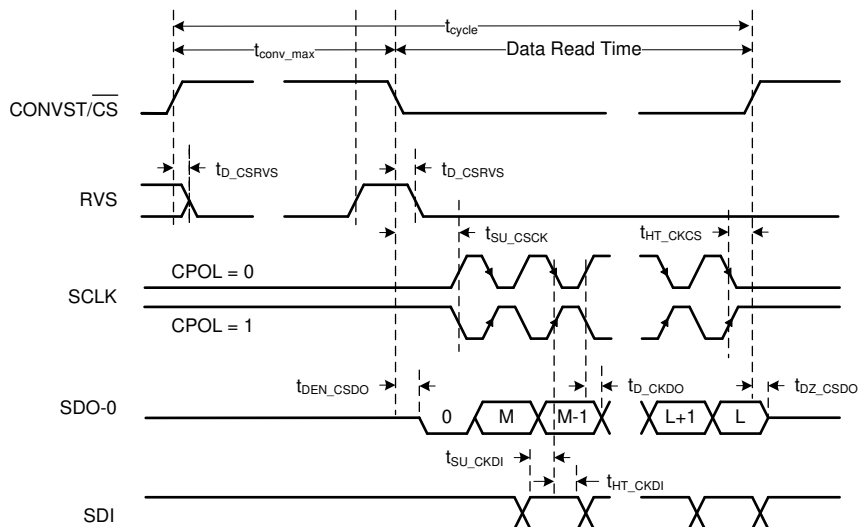 tcycle
tconv_max
Data Read Time
CONVST/CS
tD_CSRVS
tD_CSRVS
RVS
tSU_CSCK
tHT_CKCS
CPOL = 0
SCLK
CPOL = 1
tDEN_CSDO
tD_CKDO
tDZ_CSDO
SDO-0
0 M M-1 L+1 L
tSU_CKDI
tHT_CKDI
SDI